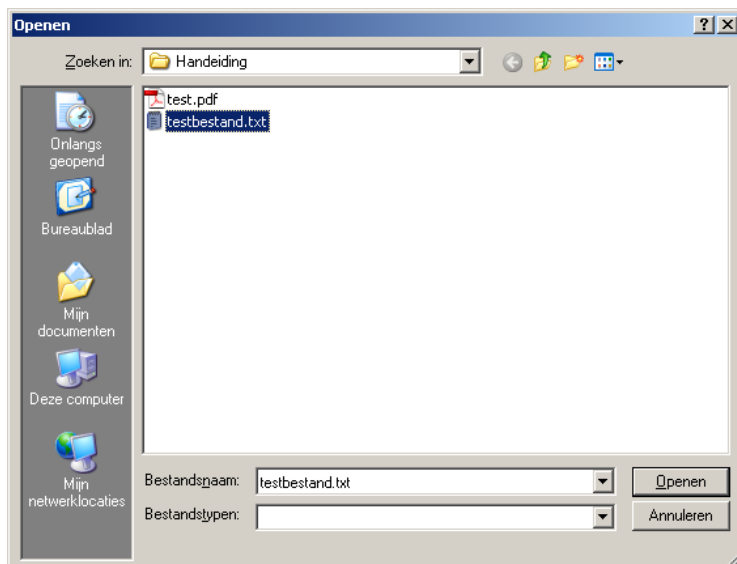 Openen
Zoeken in: Handeiding
test.pdf
testbestand.txt
Onlangs
geopend
Bureaublad
Mijn
documenten
Deze computer
Mijn
netwerklocaties
Bestandsnaam: testbestand.txt Openen
Bestandstypen: Annuleren